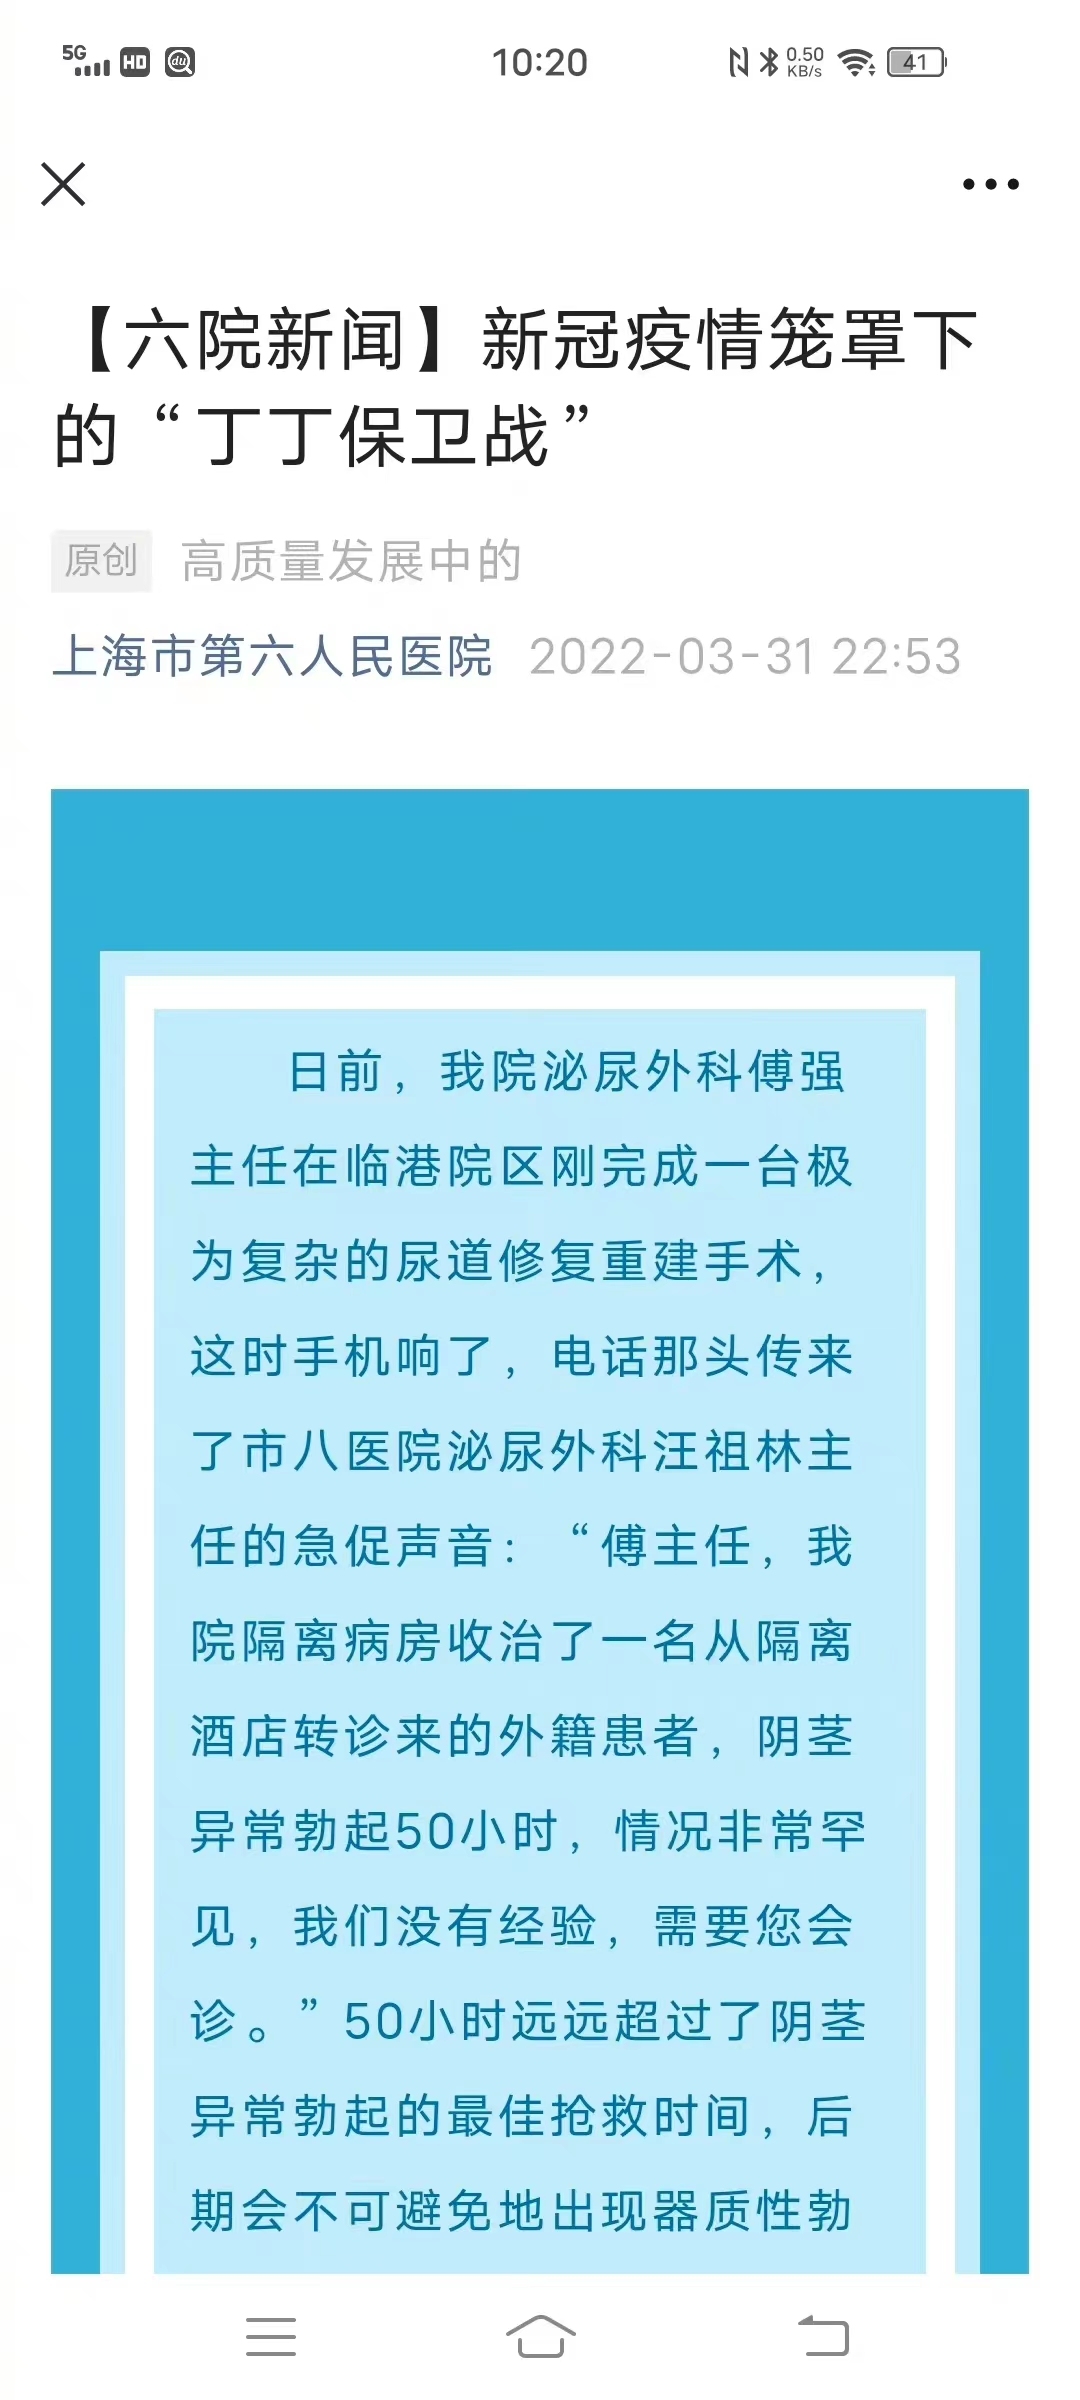 5G HD du 10:20 0.50 KB/s 41
【六院新闻】新冠疫情笼罩下
的“丁丁保卫战”
原创 高质量发展中的
上海市第六人民医院 2022-03-31 22:53
日前，我院泌尿外科傅强
主任在临港院区刚完成一台极
为复杂的尿道修复重建手术，
这时手机响了，电话那头传来
了市八医院泌尿外科汪祖林主
任的急促声音：“傅主任，我
院隔离病房收治了一名从隔离
酒店转诊来的外籍患者，阴茎
异常勃起50小时，情况非常罕
见，我们没有经验，需要您会
诊。”50小时远远超过了阴茎
异常勃起的最佳抢救时间，后
期会不可避免地出现器质性勃